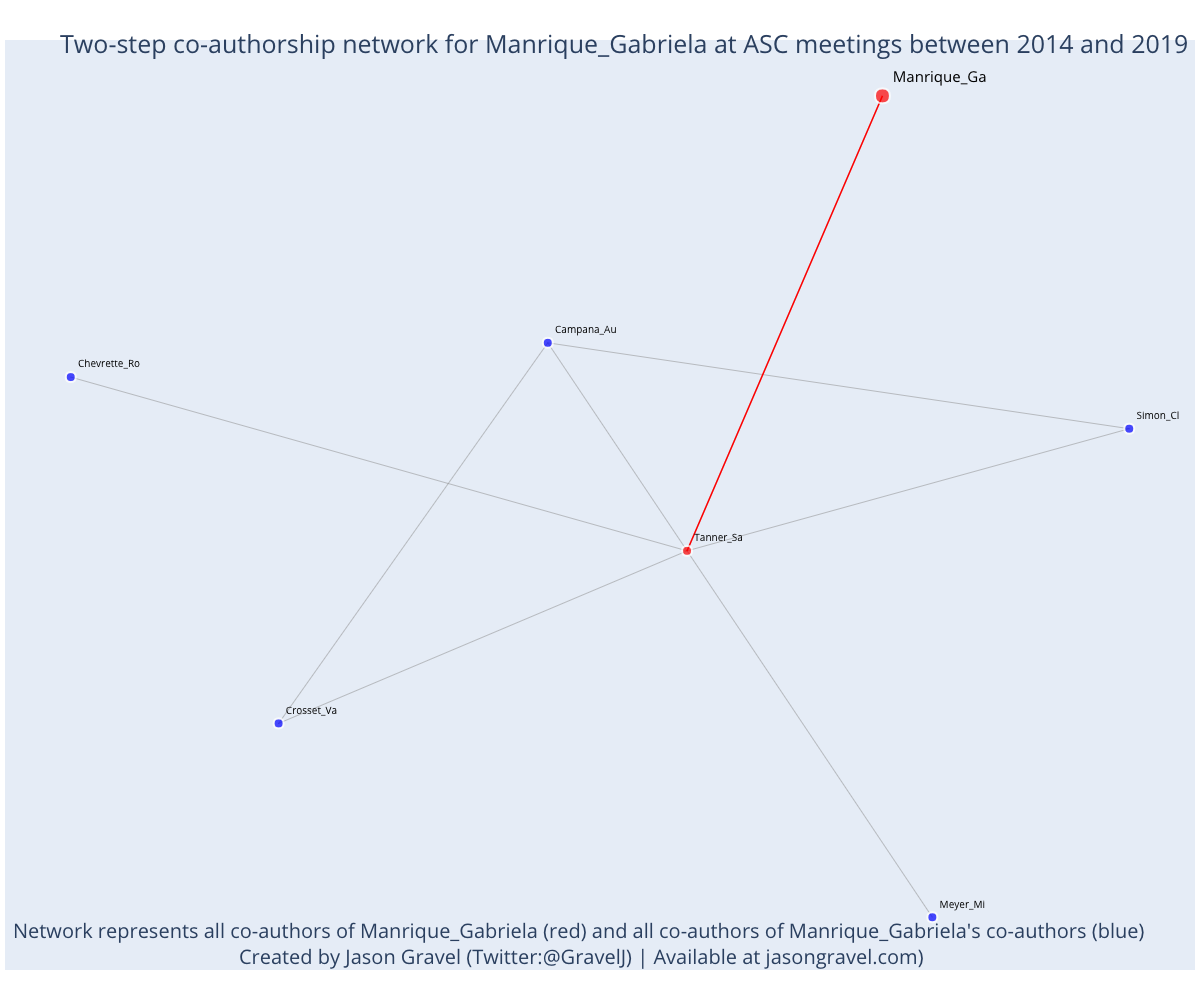 Two-step co-authorship network for Manrique_Gabriela at ASC meetings between 2014 and 2019
Manrique_Ga
Campana_Au
Chevrette_Ro
Simon_Cl
Tanner_Sa
Crosset_Va
Meyer_Mi
Network represents all co-authors of Manrique_Gabriela (red) and all co-authors of Manrique_Gabriela's co-authors (blue)
Created by Jason Gravel (Twitter:@GravelJ) | Available at jasongravel.com)